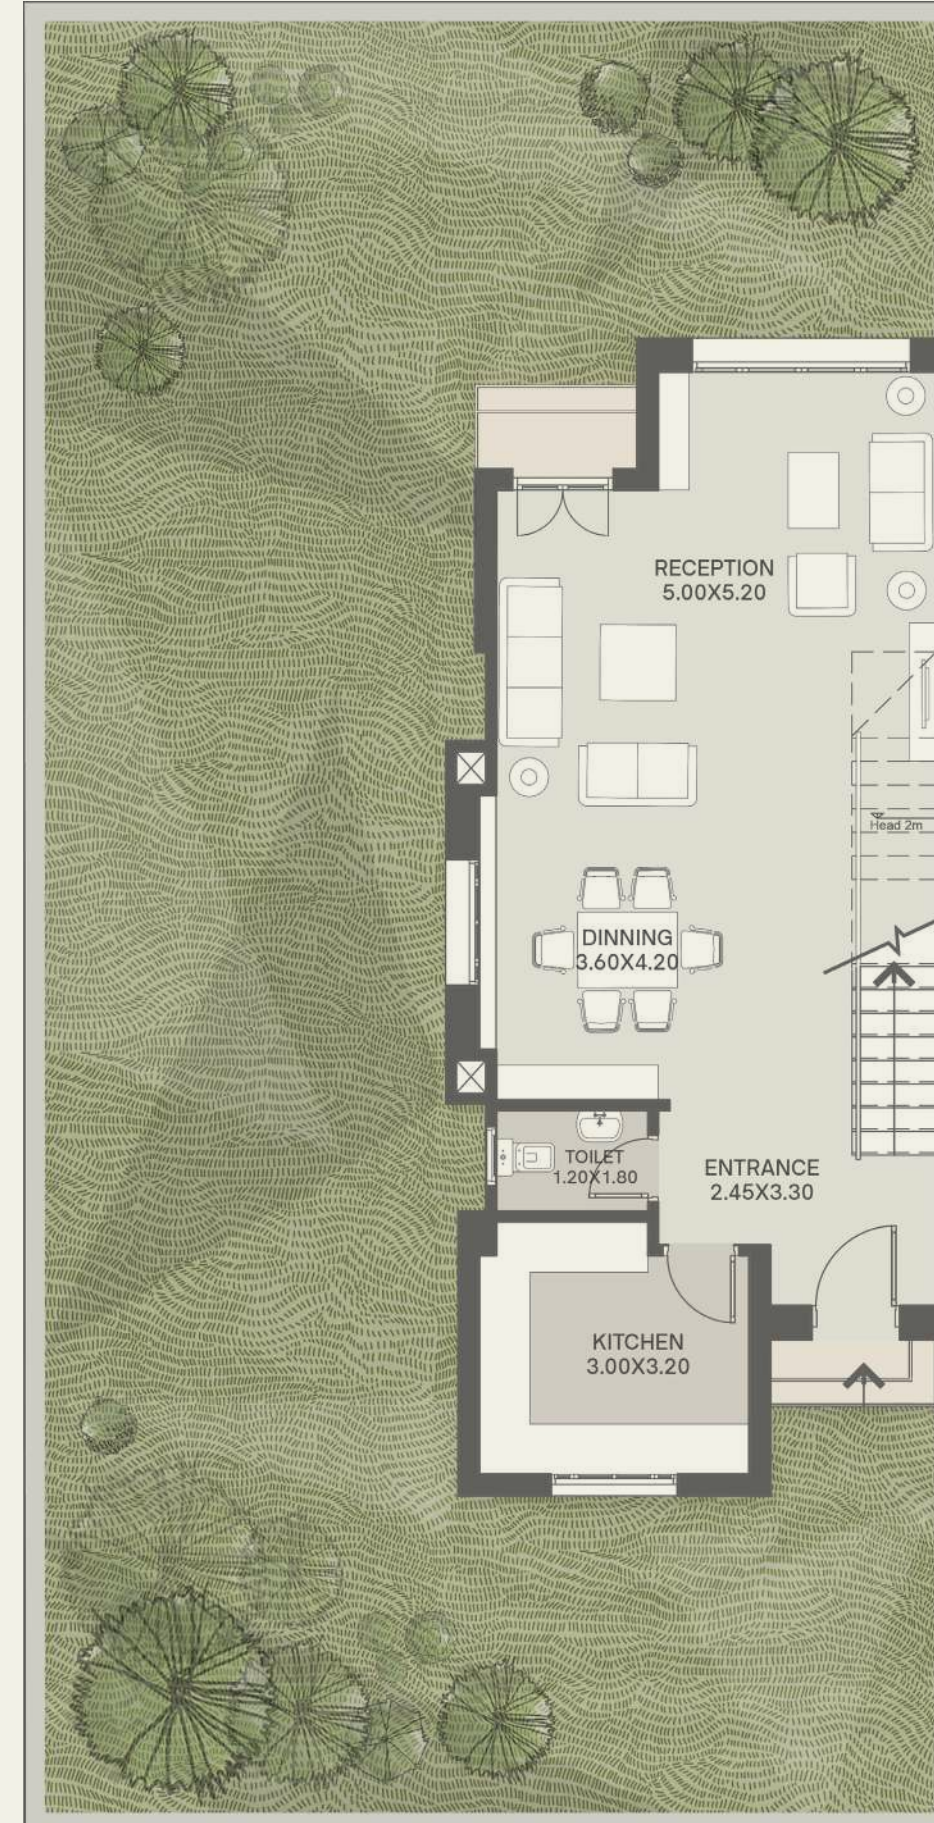 RECEPTION
5.00X5.20
Head 2m
DINNING
3.60X4.20
TOILET
1.20X1.80
ENTRANCE
2.45X3.30
KITCHEN
3.00X3.20